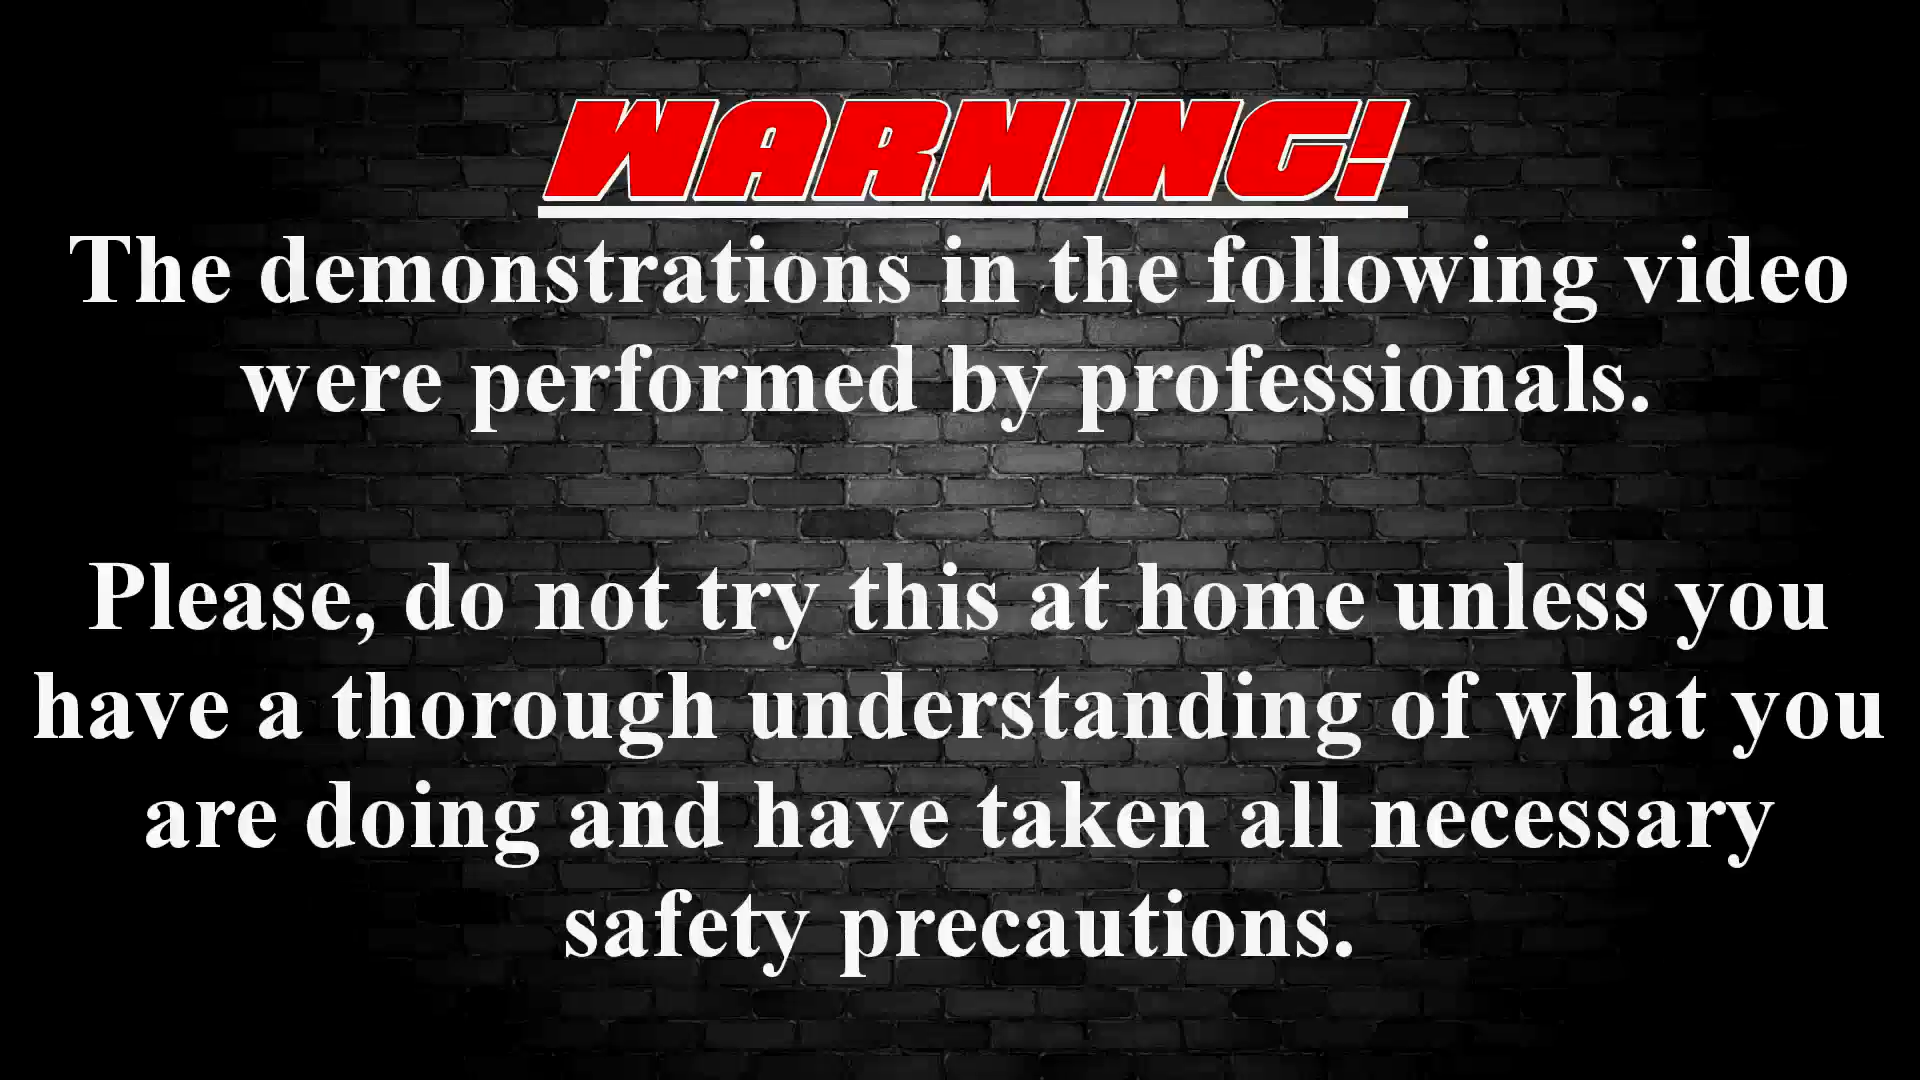 WARNING!
The demonstrations in the following video
were performed by professionals.
Please, do not try this at home unless you
have a thorough understanding of what you
are doing and have taken all necessary
safety precautions.